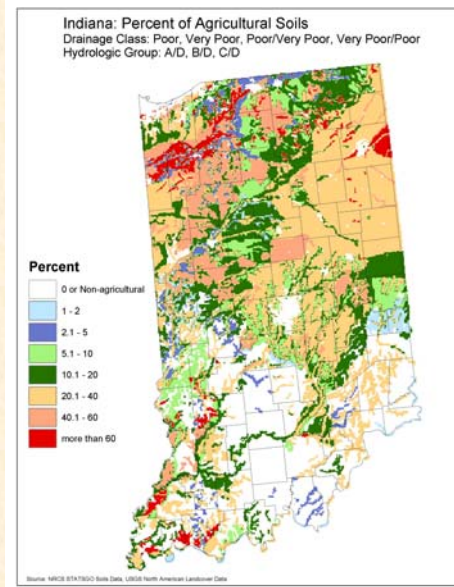 Indiana: Percent of Agricultural Soils
Drainage Class: Poor, Very Poor, Poor/Very Poor, Very Poor/Poor
Hydrologic Group: A/D, B/D, C/D
Percent
0 or Non-agricultural
1 - 2
2.1 - 5
5.1 - 10
10.1 - 20
20.1 - 40
40.1 - 60
more than 60
Source: NRCS STATSGO Soils Data, USGS North American Landcover Data